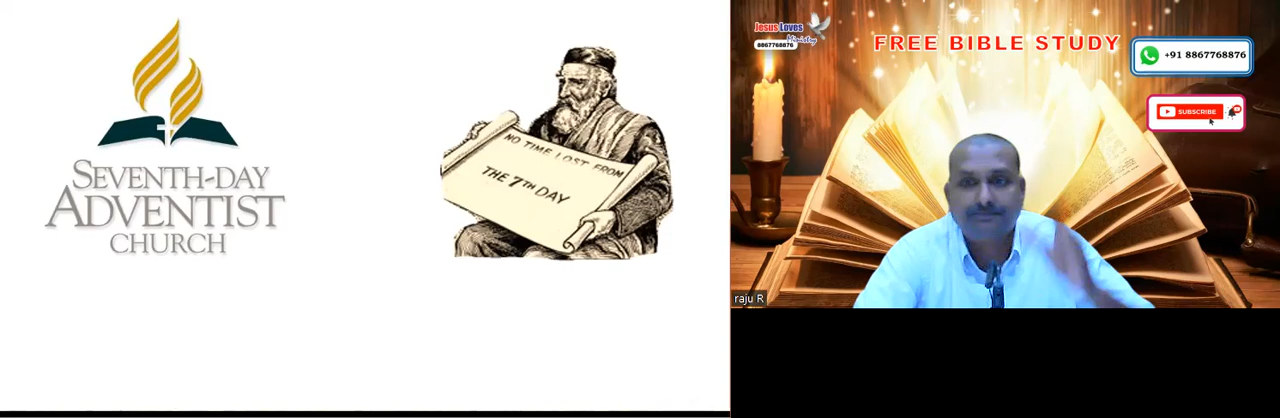 SEVENTH-DAY
ADVENTIST
CHURCH
NO TIME LOST FROM
THE 7TH DAY
Jesus Loves
Ministry
8867768876
FREE BIBLE STUDY
+91 8867768876
SUBSCRIBE
raju R